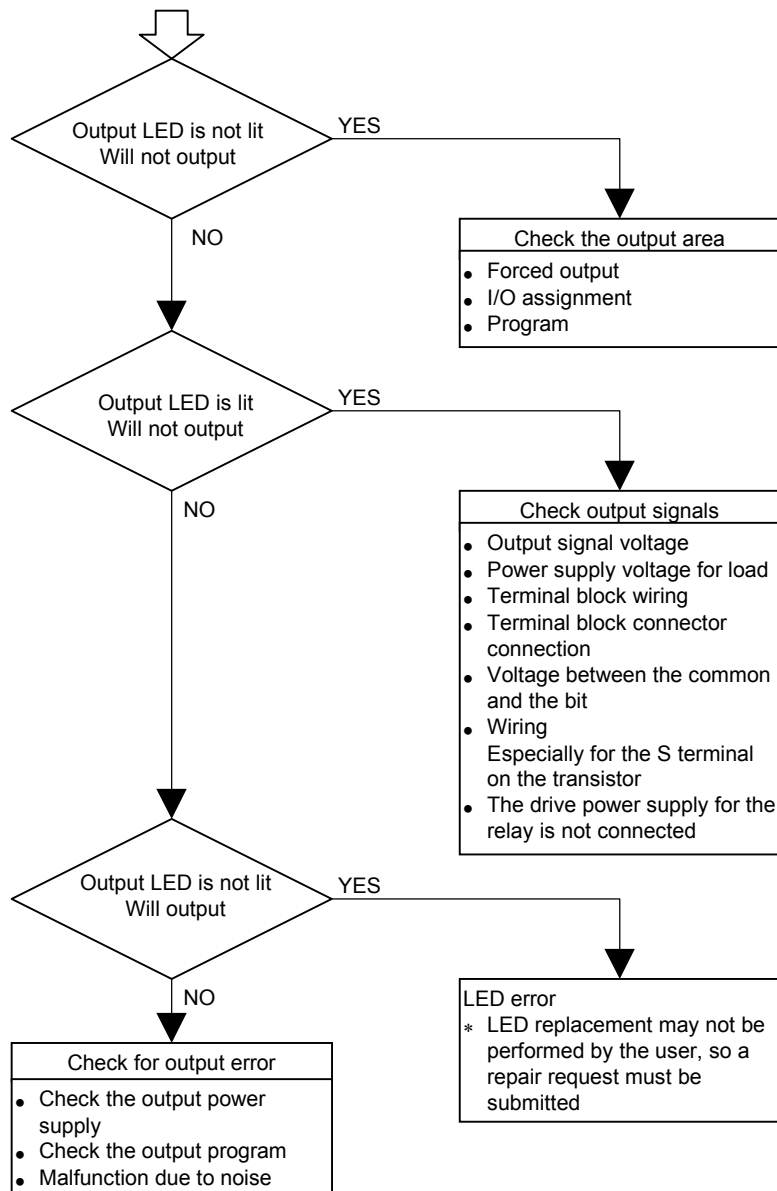 Output LED is not lit
Will not output
YES
NO
Check the output area
• Forced output
• I/O assignment
• Program
Output LED is lit
Will not output
YES
NO
Check output signals
• Output signal voltage
• Power supply voltage for load
• Terminal block wiring
• Terminal block connector
connection
• Voltage between the common
and the bit
• Wiring
Especially for the S terminal
on the transistor
• The drive power supply for the
relay is not connected
Output LED is not lit
Will output
YES
NO
LED error
* LED replacement may not be
performed by the user, so a
repair request must be
submitted
Check for output error
• Check the output power
supply
• Check the output program
• Malfunction due to noise